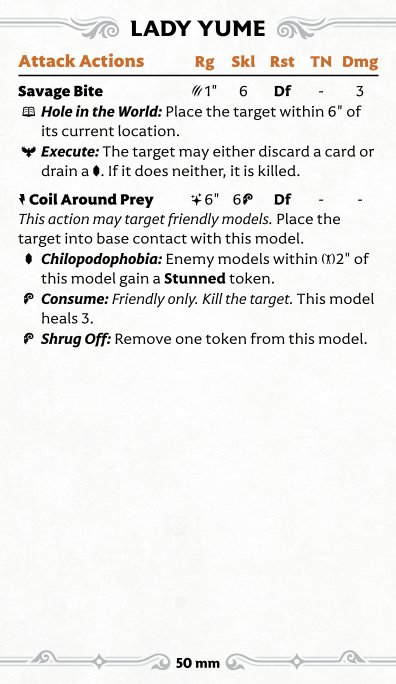 LADY YUME
Attack Actions Rg Skl Rst TN Dmg
Savage Bite 1" 6 Df - 3
Hole in the World: Place the target within 6" of
its current location.
Execute: The target may either discard a card or
drain a . If it does neither, it is killed.
Coil Around Prey 6" 6 Df - -
This action may target friendly models. Place the
target into base contact with this model.
Chilopodophobia: Enemy models within 2" of
this model gain a Stunned token.
Consume: Friendly only. Kill the target. This model
heals 3.
Shrug Off: Remove one token from this model.
50 mm